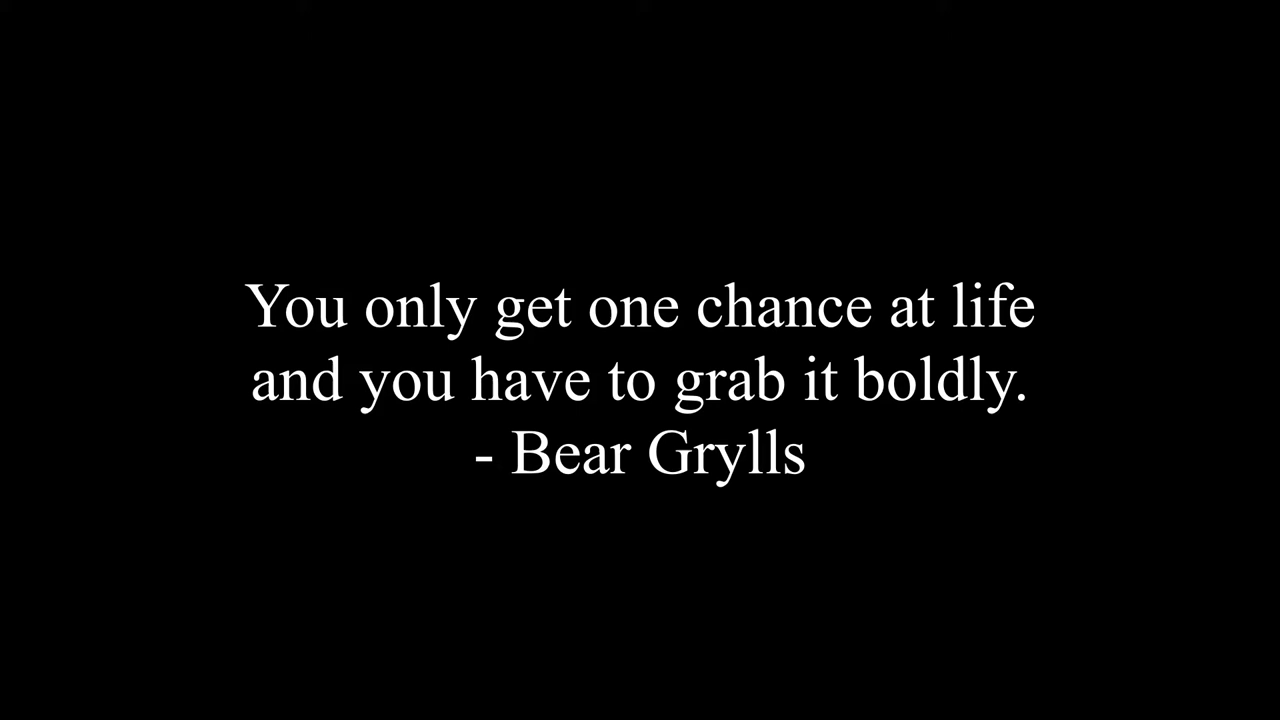 You only get one chance at life
and you have to grab it boldly.
- Bear Grylls